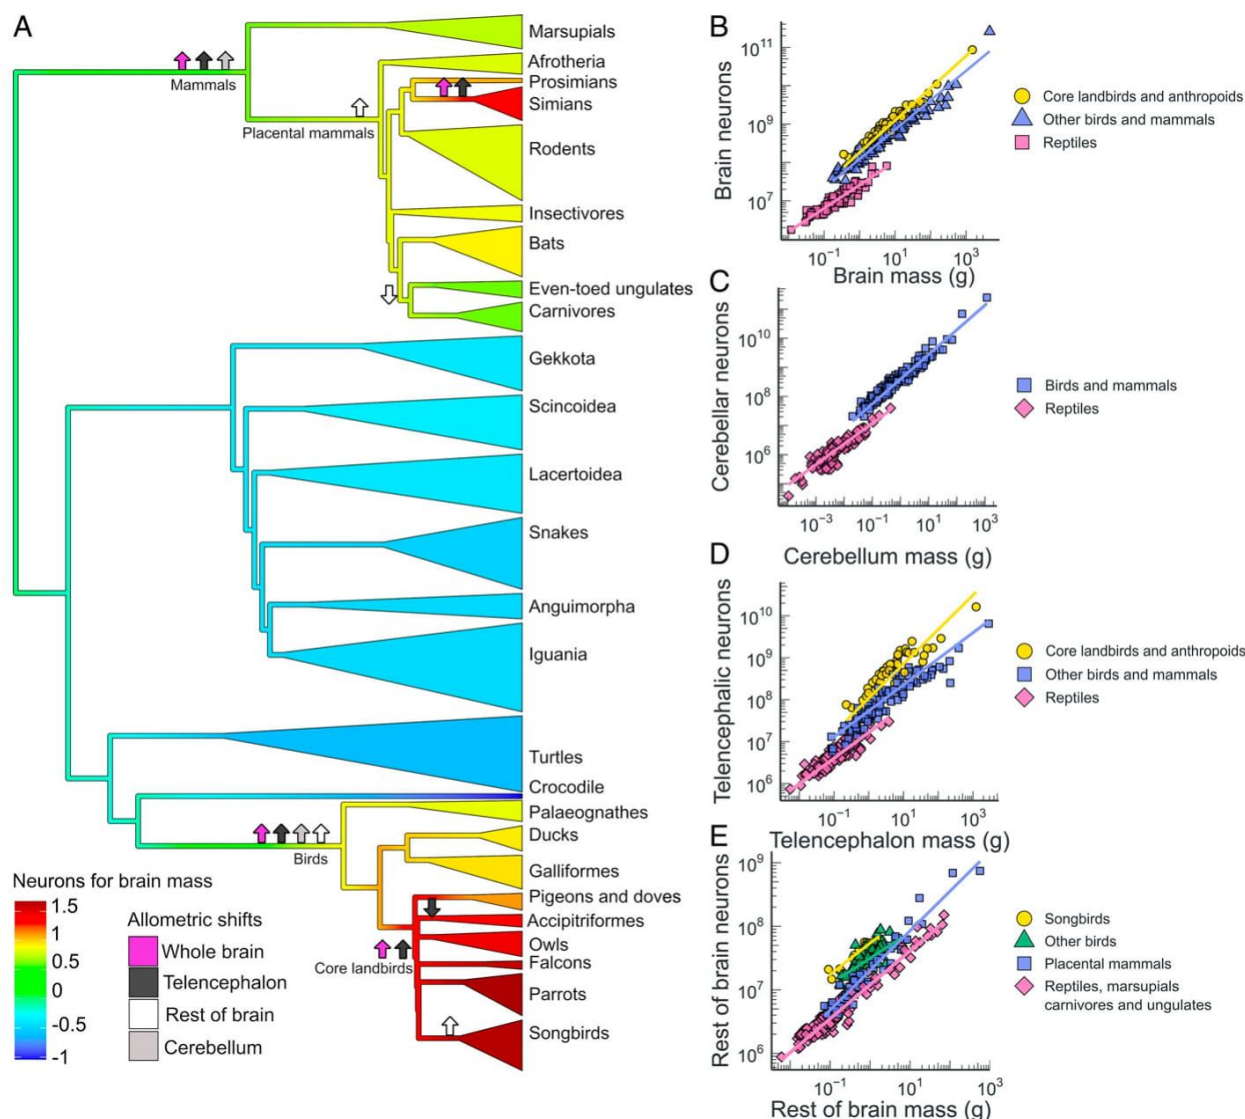 A
Marsupials
Afrotheria
Prosimians
Simians
Mammals
Placental mammals
Rodents
Insectivores
Bats
Even-toed ungulates
Carnivores
Gekkota
Scincoidea
Lacertoidea
Snakes
Anguimorpha
Iguania
Turtles
Crocodile
Palaeognathes
Ducks
Birds
Galliformes
Pigeons and doves
Accipitriformes
Owls
Core landbirds
Falcons
Parrots
Songbirds
Neurons for brain mass
1.5
1
0.5
0
-0.5
-1
Allometric shifts
Whole brain
Telencephalon
Rest of brain
Cerebellum
B
Brain neurons
10¹¹
10⁹
10⁷
10⁻¹ 10¹ 10³
Brain mass (g)
Core landbirds and anthropoids
Other birds and mammals
Reptiles
C
Cerebellar neurons
10¹⁰
10⁸
10⁶
10⁻³ 10⁻¹ 10¹ 10³
Cerebellum mass (g)
Birds and mammals
Reptiles
D
Telencephalic neurons
10¹⁰
10⁹
10⁸
10⁷
10⁶
10⁻¹ 10¹ 10³
Telencephalon mass (g)
Core landbirds and anthropoids
Other birds and mammals
Reptiles
E
Rest of brain neurons
10⁹
10⁸
10⁷
10⁶
10⁻¹ 10¹ 10³
Rest of brain mass (g)
Songbirds
Other birds
Placental mammals
Reptiles, marsupials
carnivores and ungulates